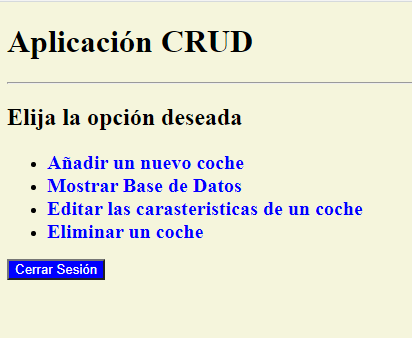 Aplicación CRUD
Elija la opción deseada
Añadir un nuevo coche
Mostrar Base de Datos
Editar las carasteristicas de un coche
Eliminar un coche
Cerrar Sesión